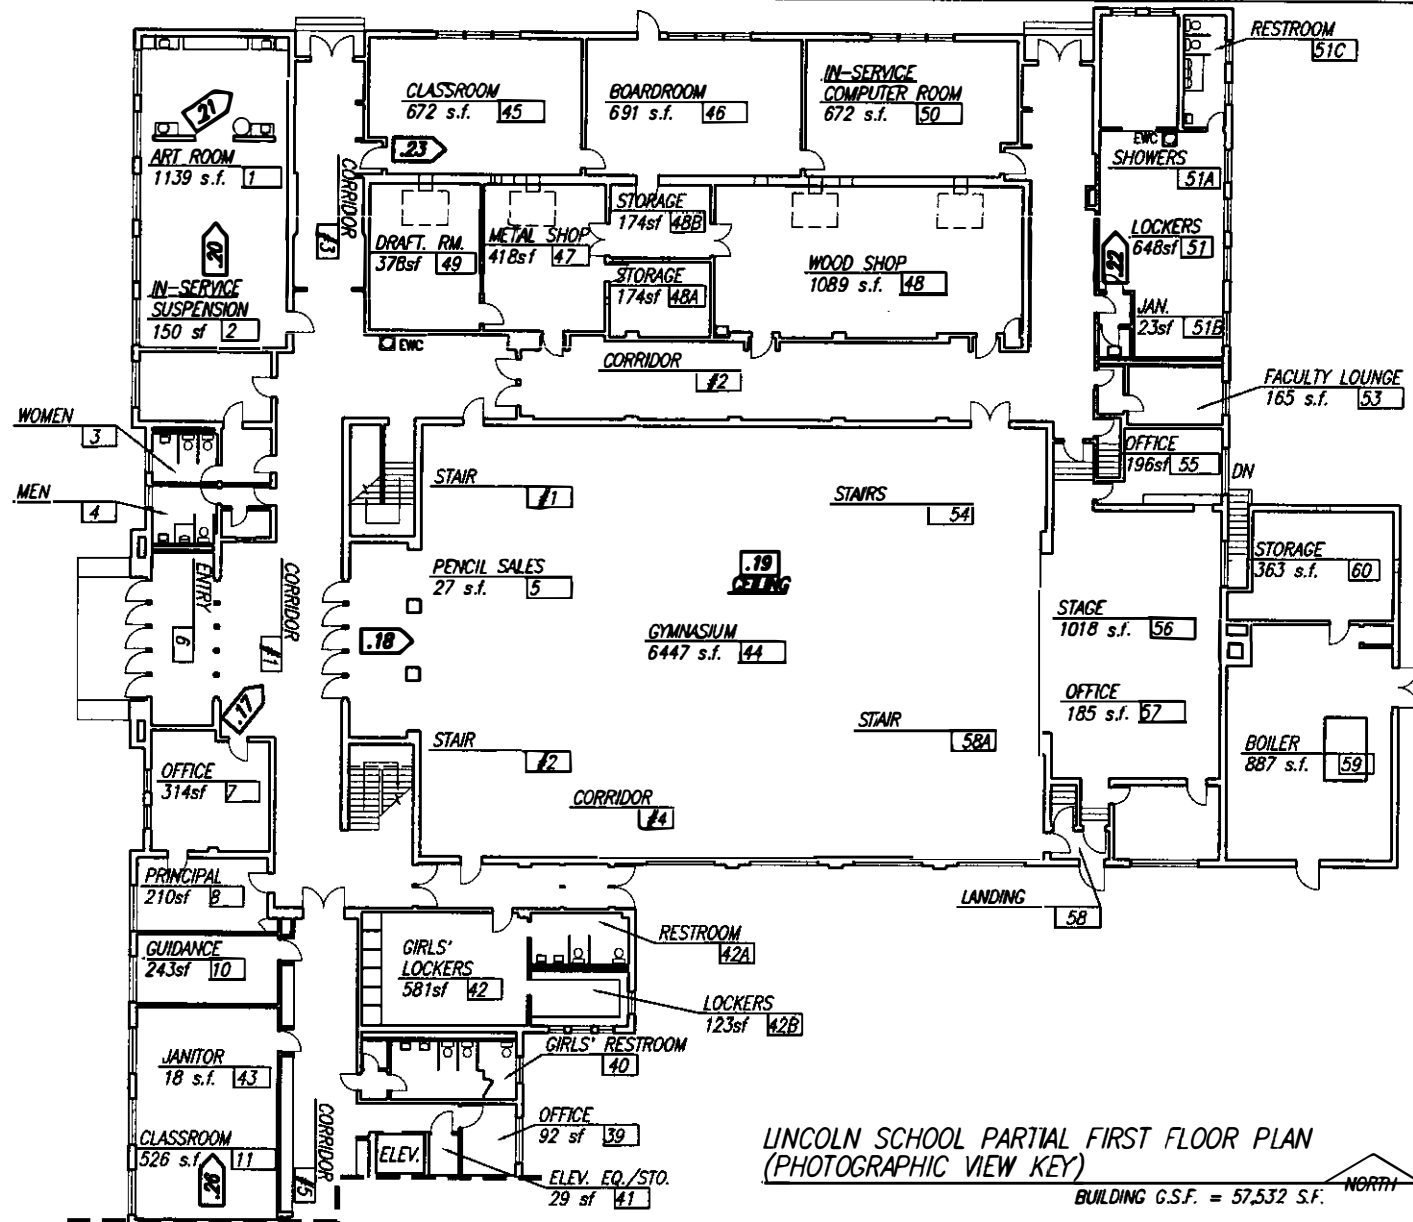 RESTROOM
51C
CLASSROOM
672 s.f. 45
BOARDROOM
691 s.f. 46
IN-SERVICE
COMPUTER ROOM
672 s.f. 50
.21
.23
EWC
ART ROOM
1139 s.f. 1
CORRIDOR
#3
SHOWERS
51A
STORAGE
174sf 48B
DRAFT. RM.
378sf 49
METAL SHOP
418sf 47
WOOD SHOP
1089 s.f. 48
LOCKERS
648sf 51
.20
.22
STORAGE
174sf 48A
IN-SERVICE
SUSPENSION
150 sf 2
JAN.
23sf 51B
EWC
CORRIDOR
#2
FACULTY LOUNGE
165 s.f. 53
WOMEN
3
OFFICE
196sf 55
DN
MEN
4
STAIR
#1
STAIRS
54
STORAGE
363 s.f. 60
PENCIL SALES
27 s.f. 5
.19
CEILING
ENTRY
6
CORRIDOR
#1
.18
GYMNASIUM
6447 s.f. 44
STAGE
1018 s.f. 56
.17
OFFICE
185 s.f. 57
STAIR
58A
STAIR
#2
BOILER
887 s.f. 59
OFFICE
314sf 7
CORRIDOR
#4
PRINCIPAL
210sf 8
LANDING
58
GUIDANCE
243sf 10
GIRLS'
LOCKERS
581sf 42
RESTROOM
42A
LOCKERS
123sf 42B
JANITOR
18 s.f. 43
GIRLS' RESTROOM
40
CLASSROOM
526 s.f. 11
.26
CORRIDOR
#5
ELEV.
OFFICE
92 sf 39
ELEV. EQ./STO.
29 sf 41
LINCOLN SCHOOL PARTIAL FIRST FLOOR PLAN
(PHOTOGRAPHIC VIEW KEY)
NORTH
BUILDING G.S.F. = 57,532 S.F.